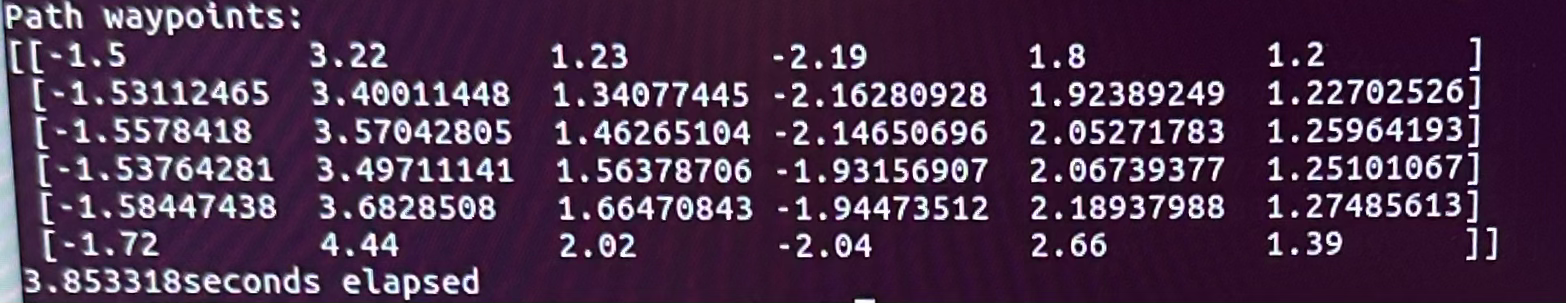 Path waypoints:
[[-1.5 3.22 1.23 -2.19 1.8 1.2 ]
[-1.53112465 3.40011448 1.34077445 -2.16280928 1.92389249 1.22702526]
[-1.5578418 3.57042805 1.46265104 -2.14650696 2.05271783 1.25964193]
[-1.53764281 3.49711141 1.56378706 -1.93156907 2.06739377 1.25101067]
[-1.58447438 3.6828508 1.66470843 -1.94473512 2.18937988 1.27485613]
[-1.72 4.44 2.02 -2.04 2.66 1.39 ]]
3.853318seconds elapsed